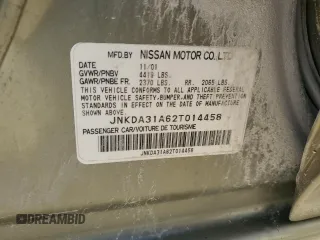 MFD.BY NISSAN MOTOR CO.,LTD.
DATE 11/01
GVWR/PNBV 4419 LBS.
GAWR/PNBE FR. 2370 LBS. RR. 2065 LBS.
THIS VEHICLE CONFORMS TO ALL APPLICABLE FEDERAL
MOTOR VEHICLE SAFETY,BUMPER,AND THEFT PREVENTION
STANDARDS IN EFFECT ON THE DATE OF MANUFACTURE
SHOWN ABOVE.
JNKDA31A62T014458
PASSENGER CAR/VOITURE DE TOURISME
JNKDA31A62T014458
DREAMBID